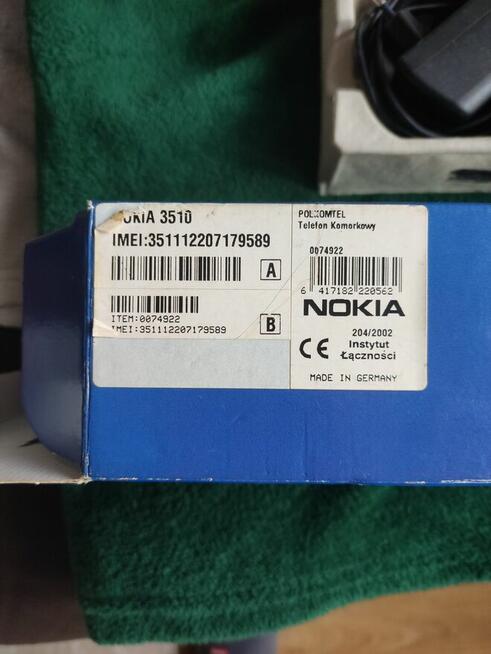 NOKIA 3510
IMEI:351112207179589
A
ITEM:0074922
IMEI:351112207179589
B
POLKOMTEL
Telefon Komorkowy
0074922
6 417182 220562
NOKIA
204/2002
CE Instytut
Łączności
MADE IN GERMANY